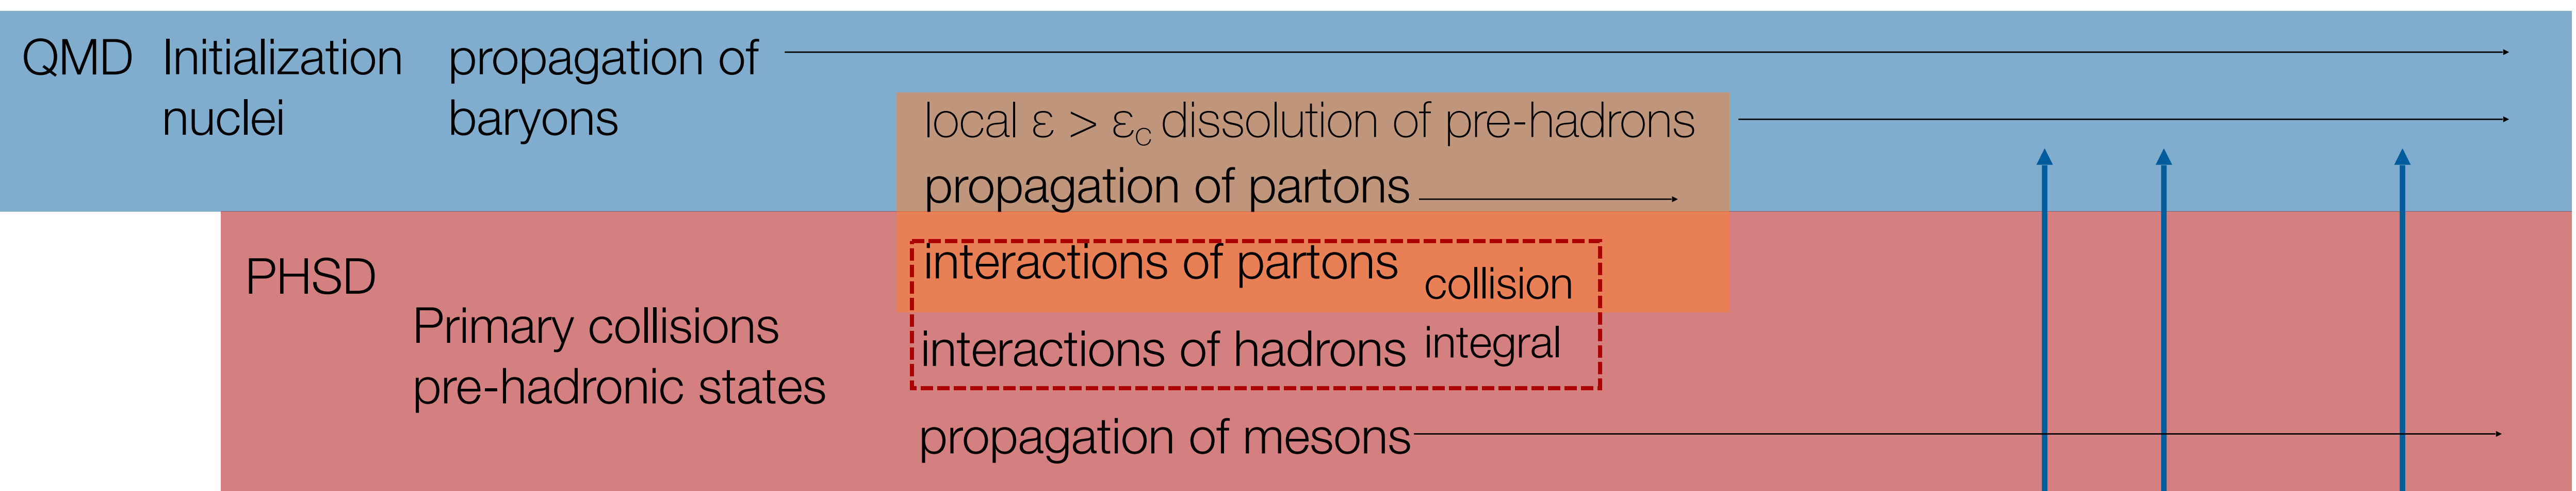 QMD Initialization propagation of
nuclei baryons
local ε > εc dissolution of pre-hadrons
propagation of partons
PHSD
interactions of partons collision
Primary collisions
interactions of hadrons integral
pre-hadronic states
propagation of mesons